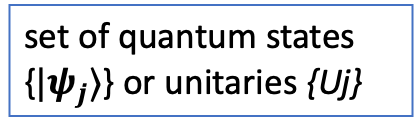 set of quantum states
{|ψⱼ⟩} or unitaries {Uj}